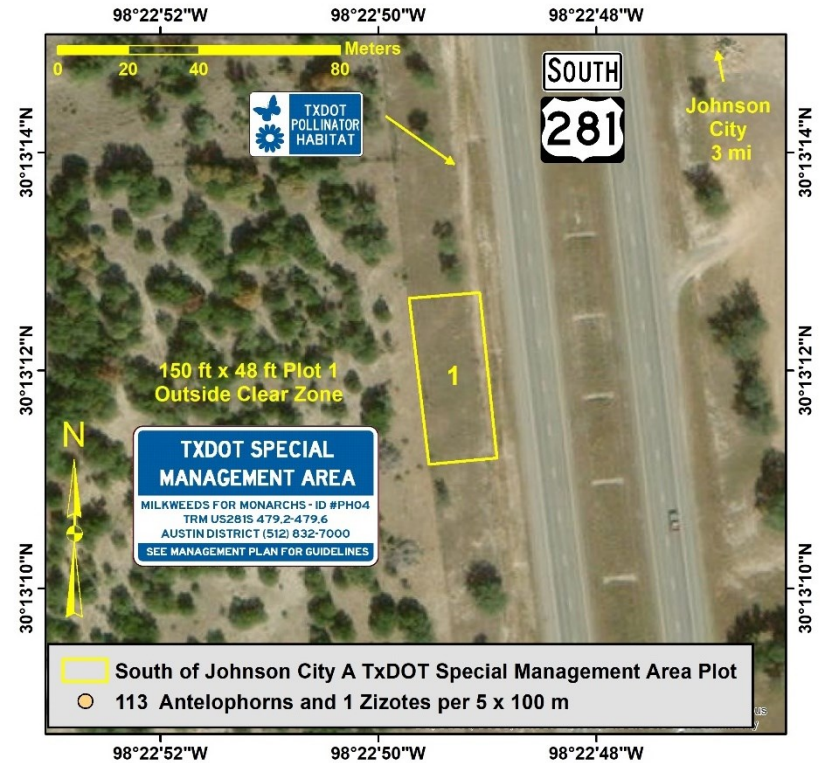 98°22'52"W 98°22'50"W 98°22'48"W
Meters
0 20 40 80
TXDOT
POLLINATOR
HABITAT
SOUTH
281
Johnson
City
3 mi
30°13'14"N
30°13'14"N
30°13'12"N
30°13'12"N
150 ft x 48 ft Plot 1
Outside Clear Zone
1
N
TXDOT SPECIAL
MANAGEMENT AREA
MILKWEEDS FOR MONARCHS - ID #PH04
TRM US281S 479.2-479.6
AUSTIN DISTRICT (512) 832-7000
SEE MANAGEMENT PLAN FOR GUIDELINES
30°13'10"N
30°13'10"N
South of Johnson City A TxDOT Special Management Area Plot
113 Antelophorns and 1 Zizotes per 5 x 100 m
98°22'52"W 98°22'50"W 98°22'48"W